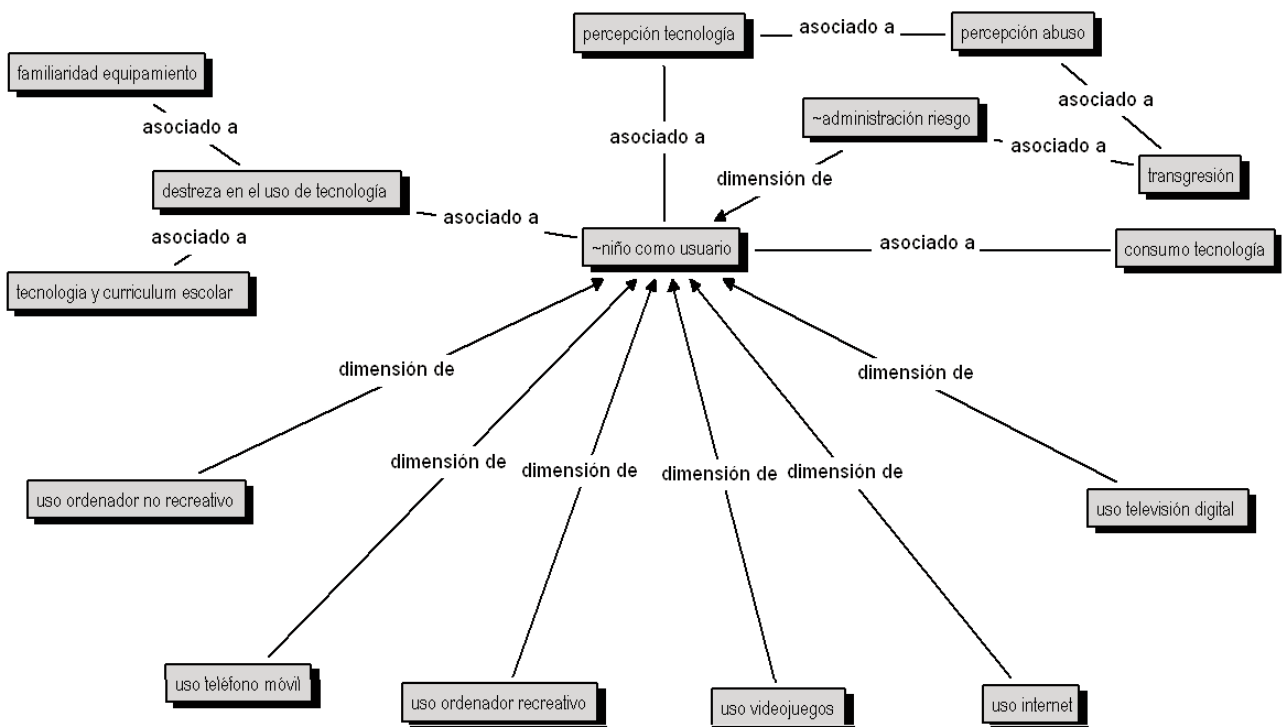 percepción tecnología
asociado a
percepción abuso
familiaridad equipamiento
asociado a
asociado a
~administración riesgo
asociado a
asociado a
transgresión
destreza en el uso de tecnología
dimensión de
asociado a
asociado a
~niño como usuario
asociado a
consumo tecnología
tecnologia y curriculum escolar
dimensión de
dimensión de
dimensión de
dimensión de
dimensión de
dimensión de
uso ordenador no recreativo
uso televisión digital
uso teléfono móvil
uso ordenador recreativo
uso videojuegos
uso internet